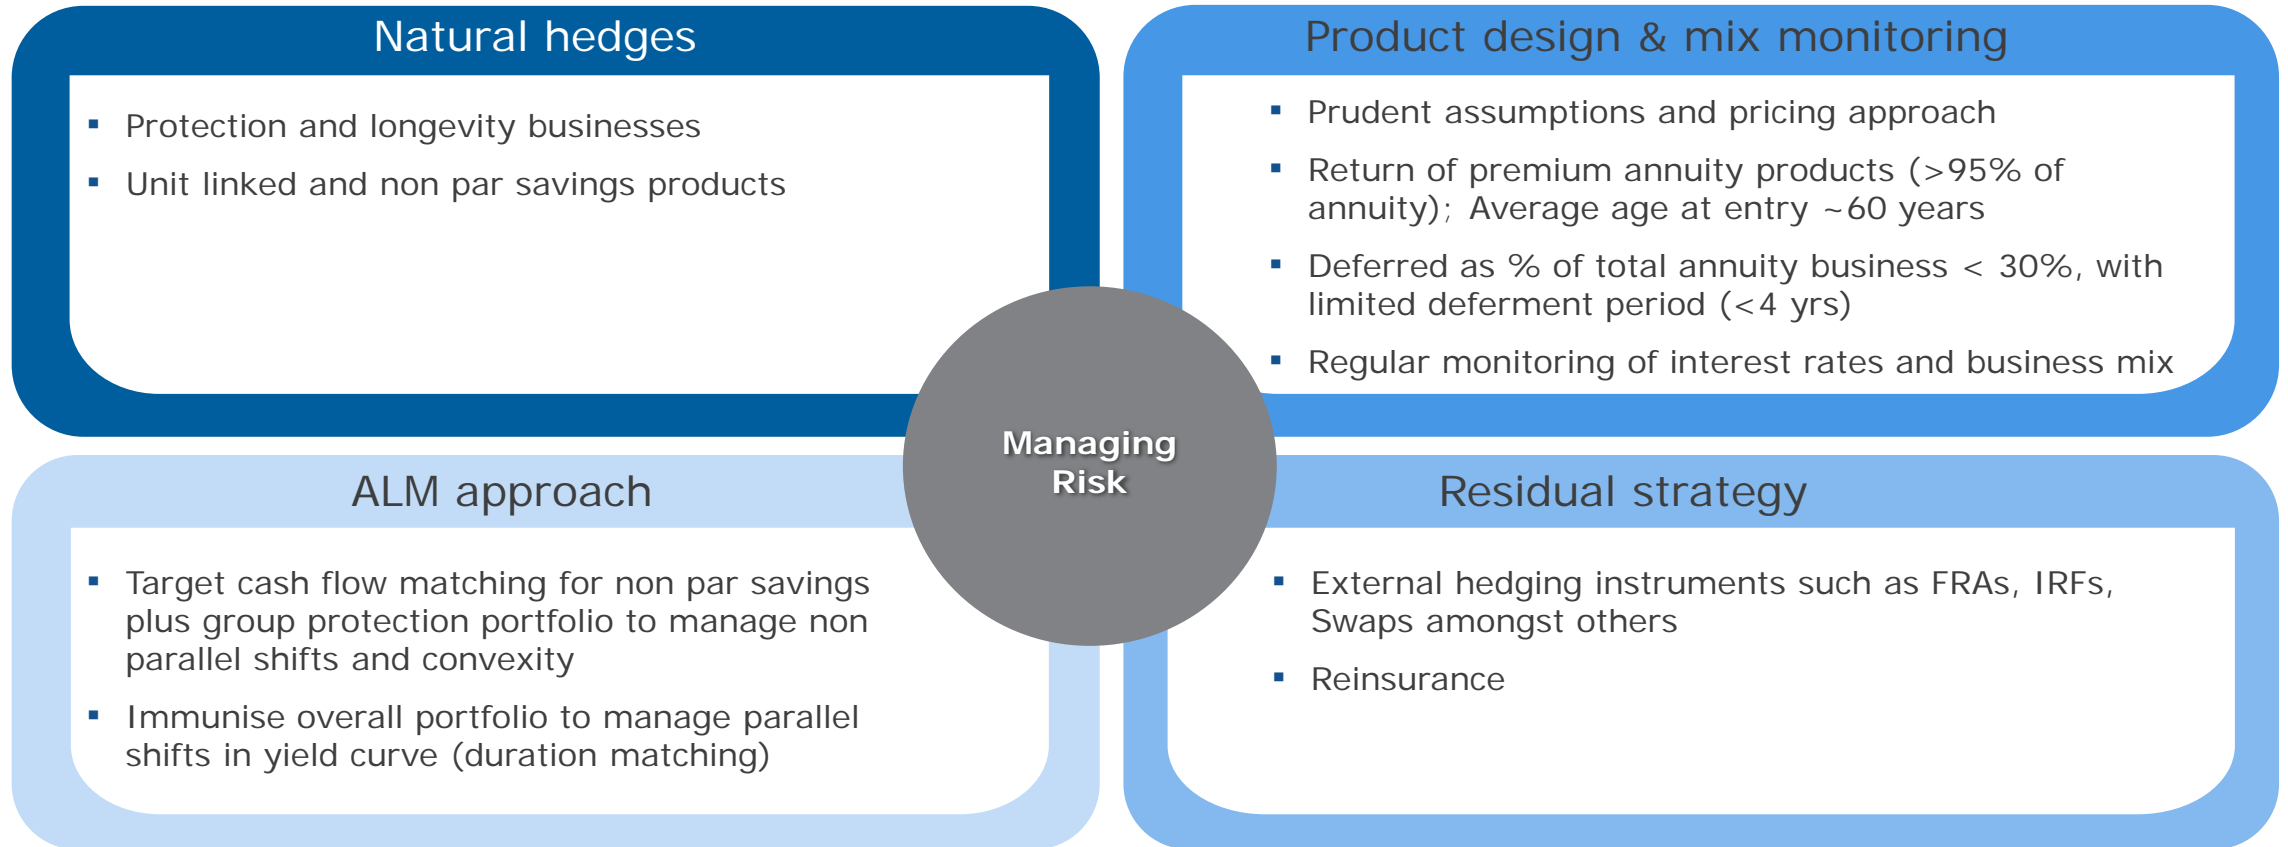 Natural hedges
▪ Protection and longevity businesses
▪ Unit linked and non par savings products
Product design & mix monitoring
▪ Prudent assumptions and pricing approach
▪ Return of premium annuity products (>95% of
annuity); Average age at entry ~60 years
▪ Deferred as % of total annuity business < 30%, with
limited deferment period (<4 yrs)
▪ Regular monitoring of interest rates and business mix
Managing
Risk
ALM approach
▪ Target cash flow matching for non par savings
plus group protection portfolio to manage non
parallel shifts and convexity
▪ Immunise overall portfolio to manage parallel
shifts in yield curve (duration matching)
Residual strategy
▪ External hedging instruments such as FRAs, IRFs,
Swaps amongst others
▪ Reinsurance